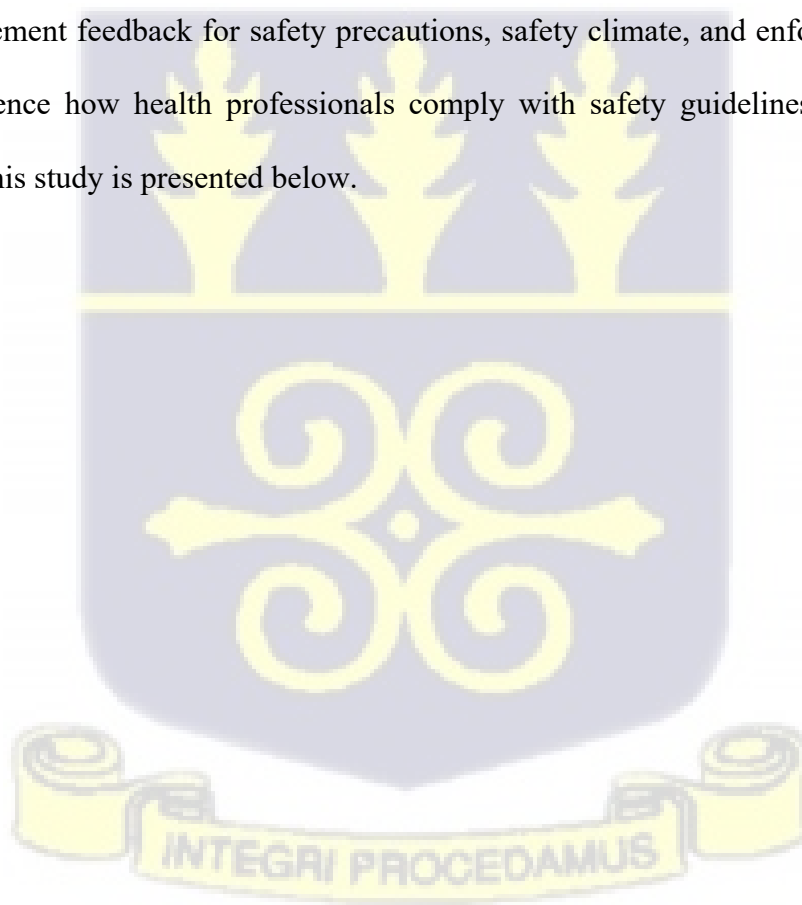 ement feedback for safety precautions, safety climate, and enfo
ence how health professionals comply with safety guidelines
his study is presented below.
INTEGRI PROCEDAMUS